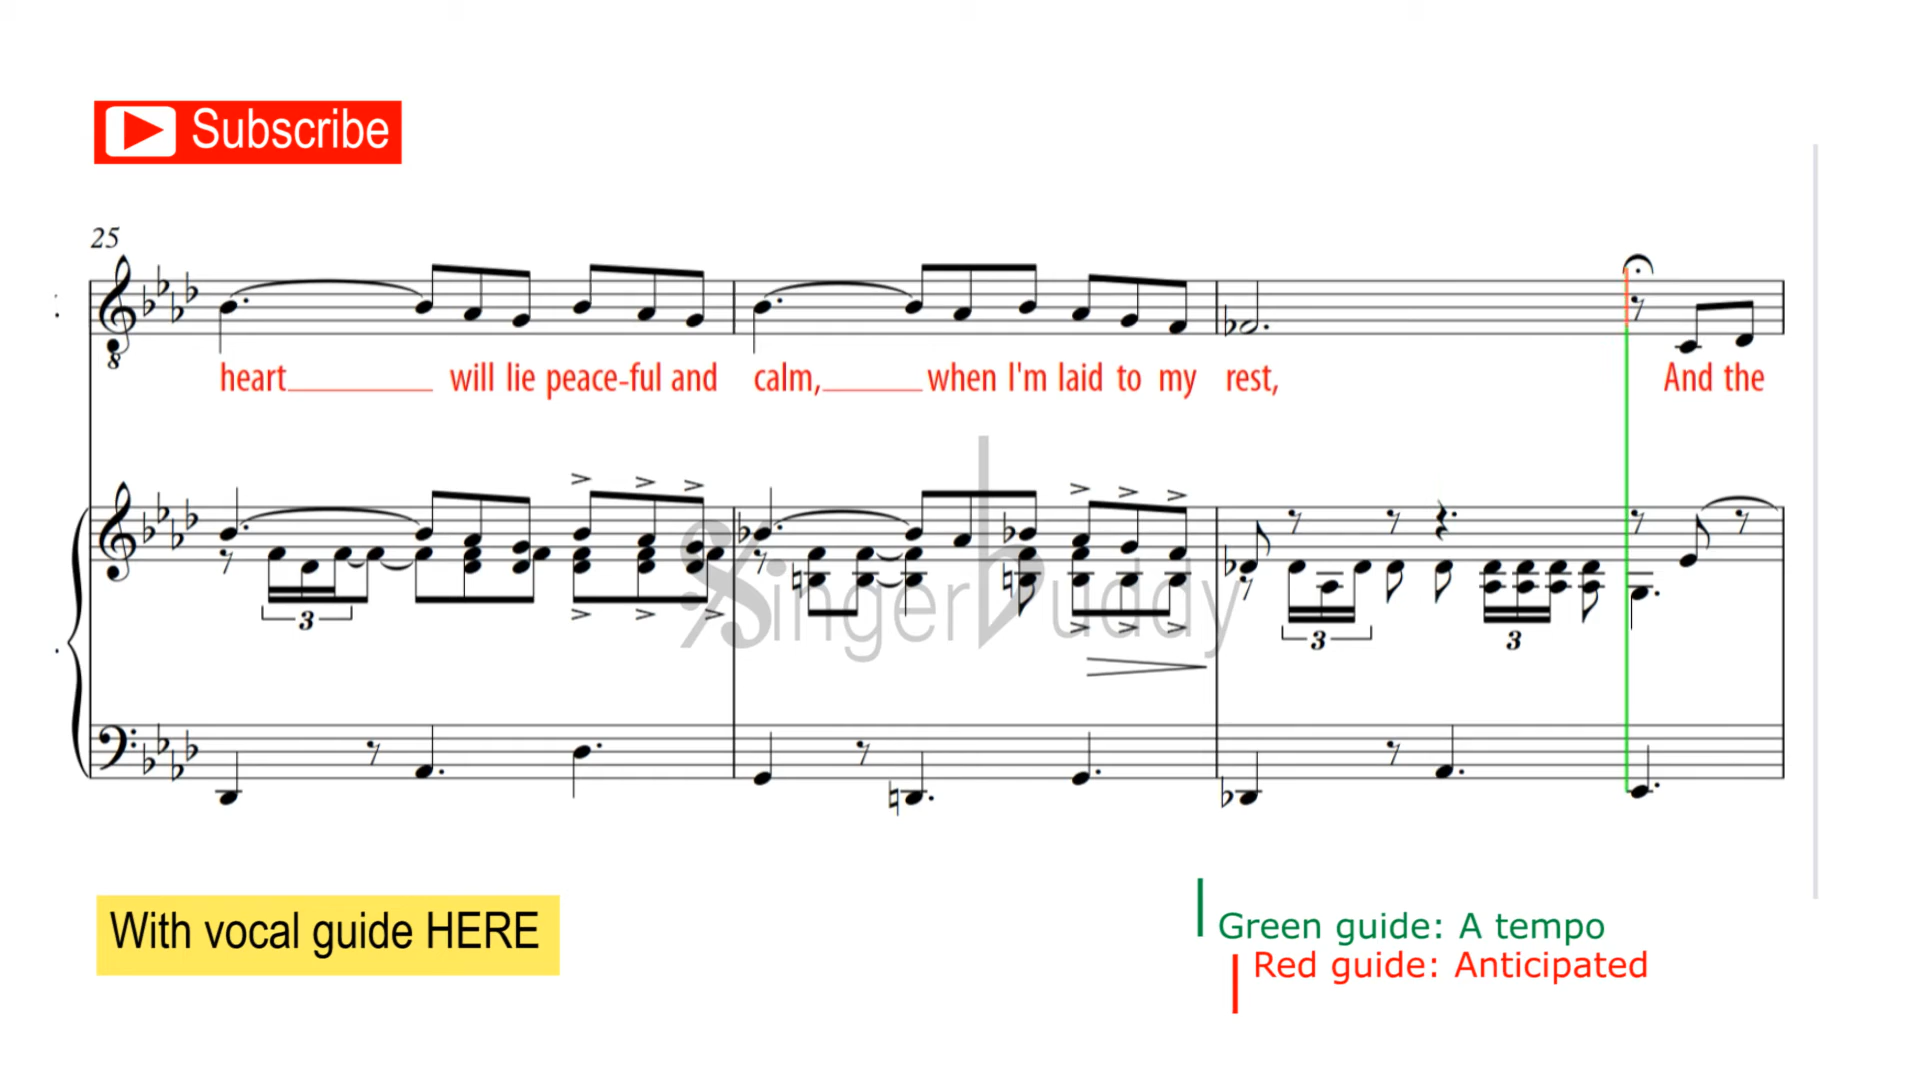 Subscribe
25
8
heart will lie peace-ful and calm, when I'm laid to my rest, And the
SingerBuddy
3
3
3
With vocal guide HERE
Green guide: A tempo
Red guide: Anticipated